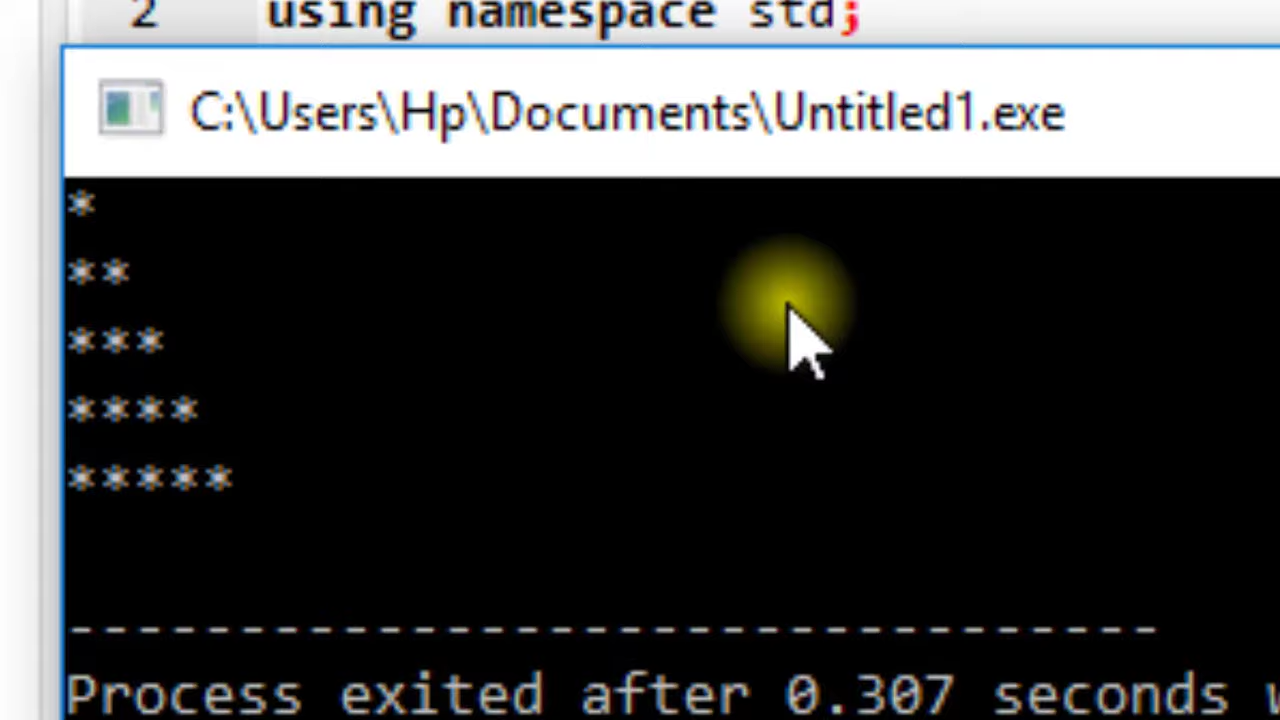 2 using namespace std;
C:\Users\Hp\Documents\Untitled1.exe
*
**
***
****
*****
--------------------------------
Process exited after 0.307 seconds